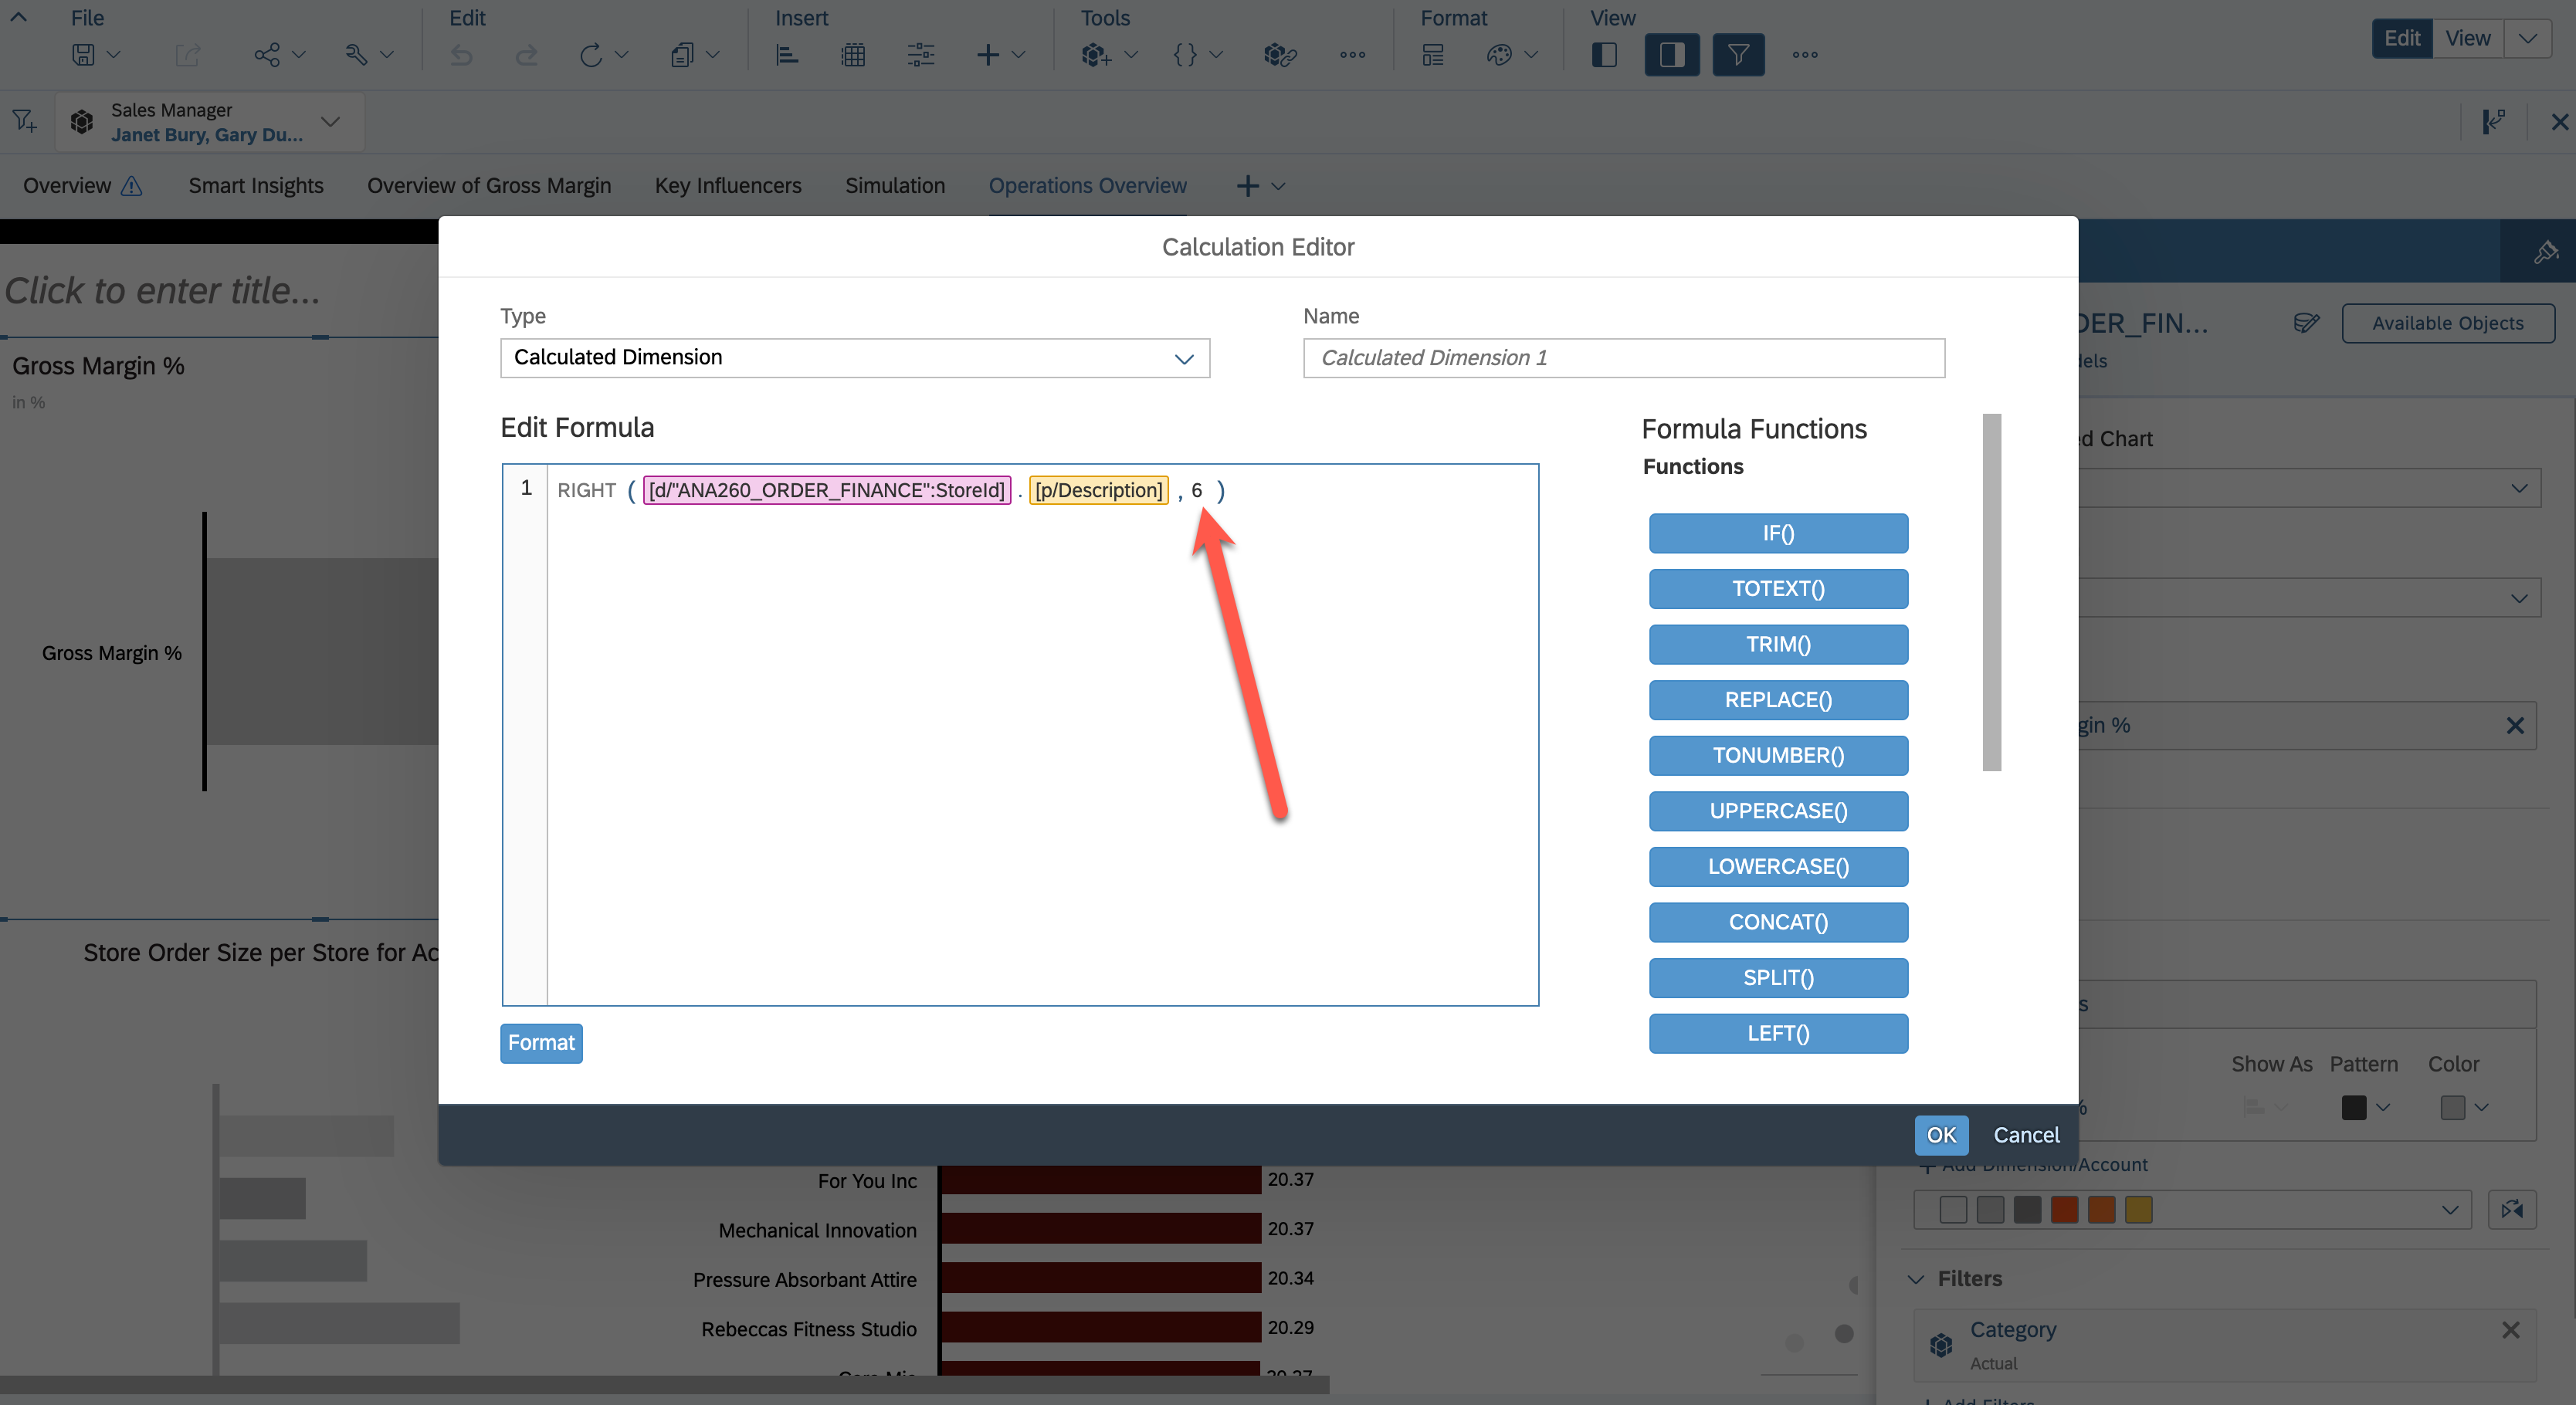 File Edit Insert Tools Format View
Edit View
Sales Manager
Janet Bury, Gary Du...
Overview Smart Insights Overview of Gross Margin Key Influencers Simulation Operations Overview
Calculation Editor
Click to enter title...
Type Name
Calculated Dimension Calculated Dimension 1
DER_FIN... Available Objects
dels
Gross Margin %
in %
Edit Formula
Formula Functions
Functions
ed Chart
1 RIGHT ( [d/"ANA260_ORDER_FINANCE":StoreId] . [p/Description] , 6 )
IF()
TOTEXT()
TRIM()
Gross Margin %
REPLACE()
gin %
TONUMBER()
UPPERCASE()
LOWERCASE()
CONCAT()
Store Order Size per Store for Ac
SPLIT()
s
LEFT()
Format
Show As Pattern Color
%
OK Cancel
+ Add Dimension/Account
For You Inc 20.37
Mechanical Innovation 20.37
Pressure Absorbant Attire 20.34
Rebeccas Fitness Studio 20.29
Filters
Category
Actual